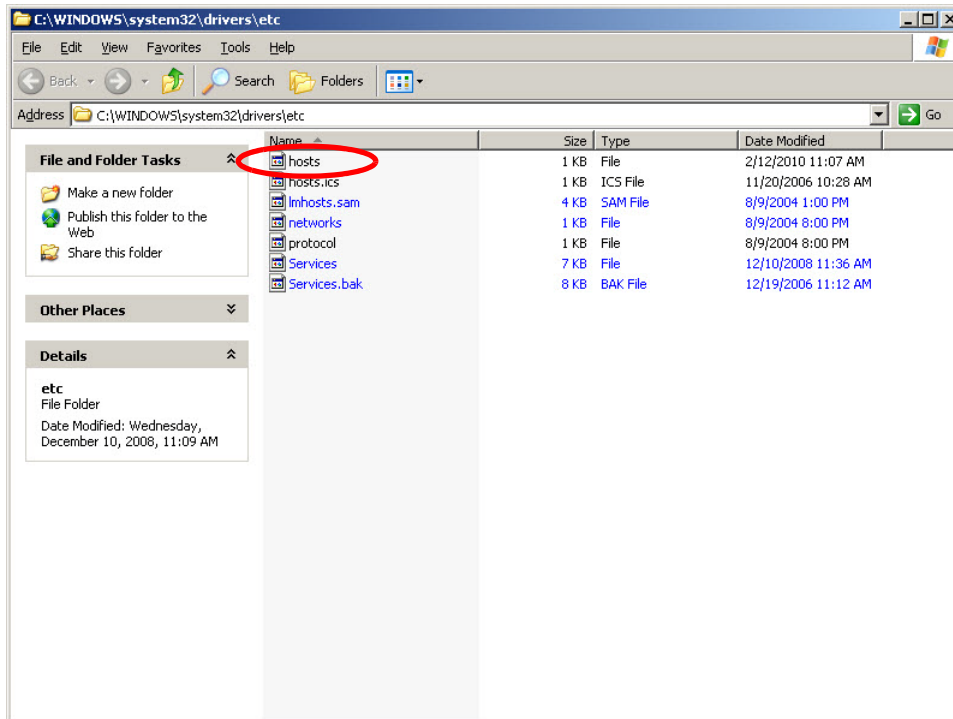 C:\WINDOWS\system32\drivers\etc
File Edit View Favorites Tools Help
Back Search Folders
Address C:\WINDOWS\system32\drivers\etc Go
Name Size Type Date Modified
File and Folder Tasks
Make a new folder
Publish this folder to the
Web
Share this folder
Other Places
Details
etc
File Folder
Date Modified: Wednesday,
December 10, 2008, 11:09 AM
hosts 1 KB File 2/12/2010 11:07 AM
hosts.ics 1 KB ICS File 11/20/2006 10:28 AM
lmhosts.sam 4 KB SAM File 8/9/2004 1:00 PM
networks 1 KB File 8/9/2004 8:00 PM
protocol 1 KB File 8/9/2004 8:00 PM
Services 7 KB File 12/10/2008 11:36 AM
Services.bak 8 KB BAK File 12/19/2006 11:12 AM